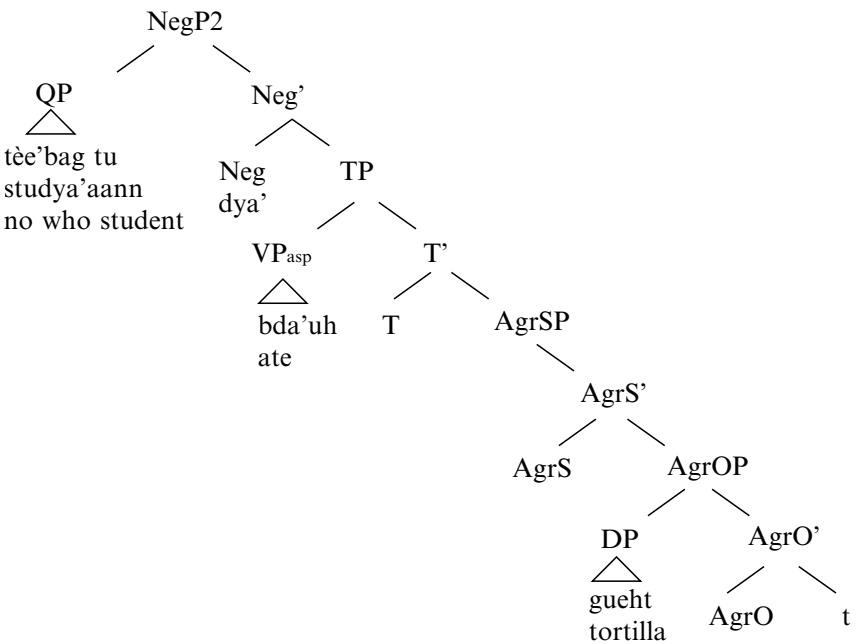 NegP2
QP
Neg’
tèe’bag tu
studya’aann
no who student
Neg
dya’
TP
VPasp
T’
bda’uh
ate
T
AgrSP
AgrS’
AgrS
AgrOP
DP
AgrO’
gueht
tortilla
AgrO
t